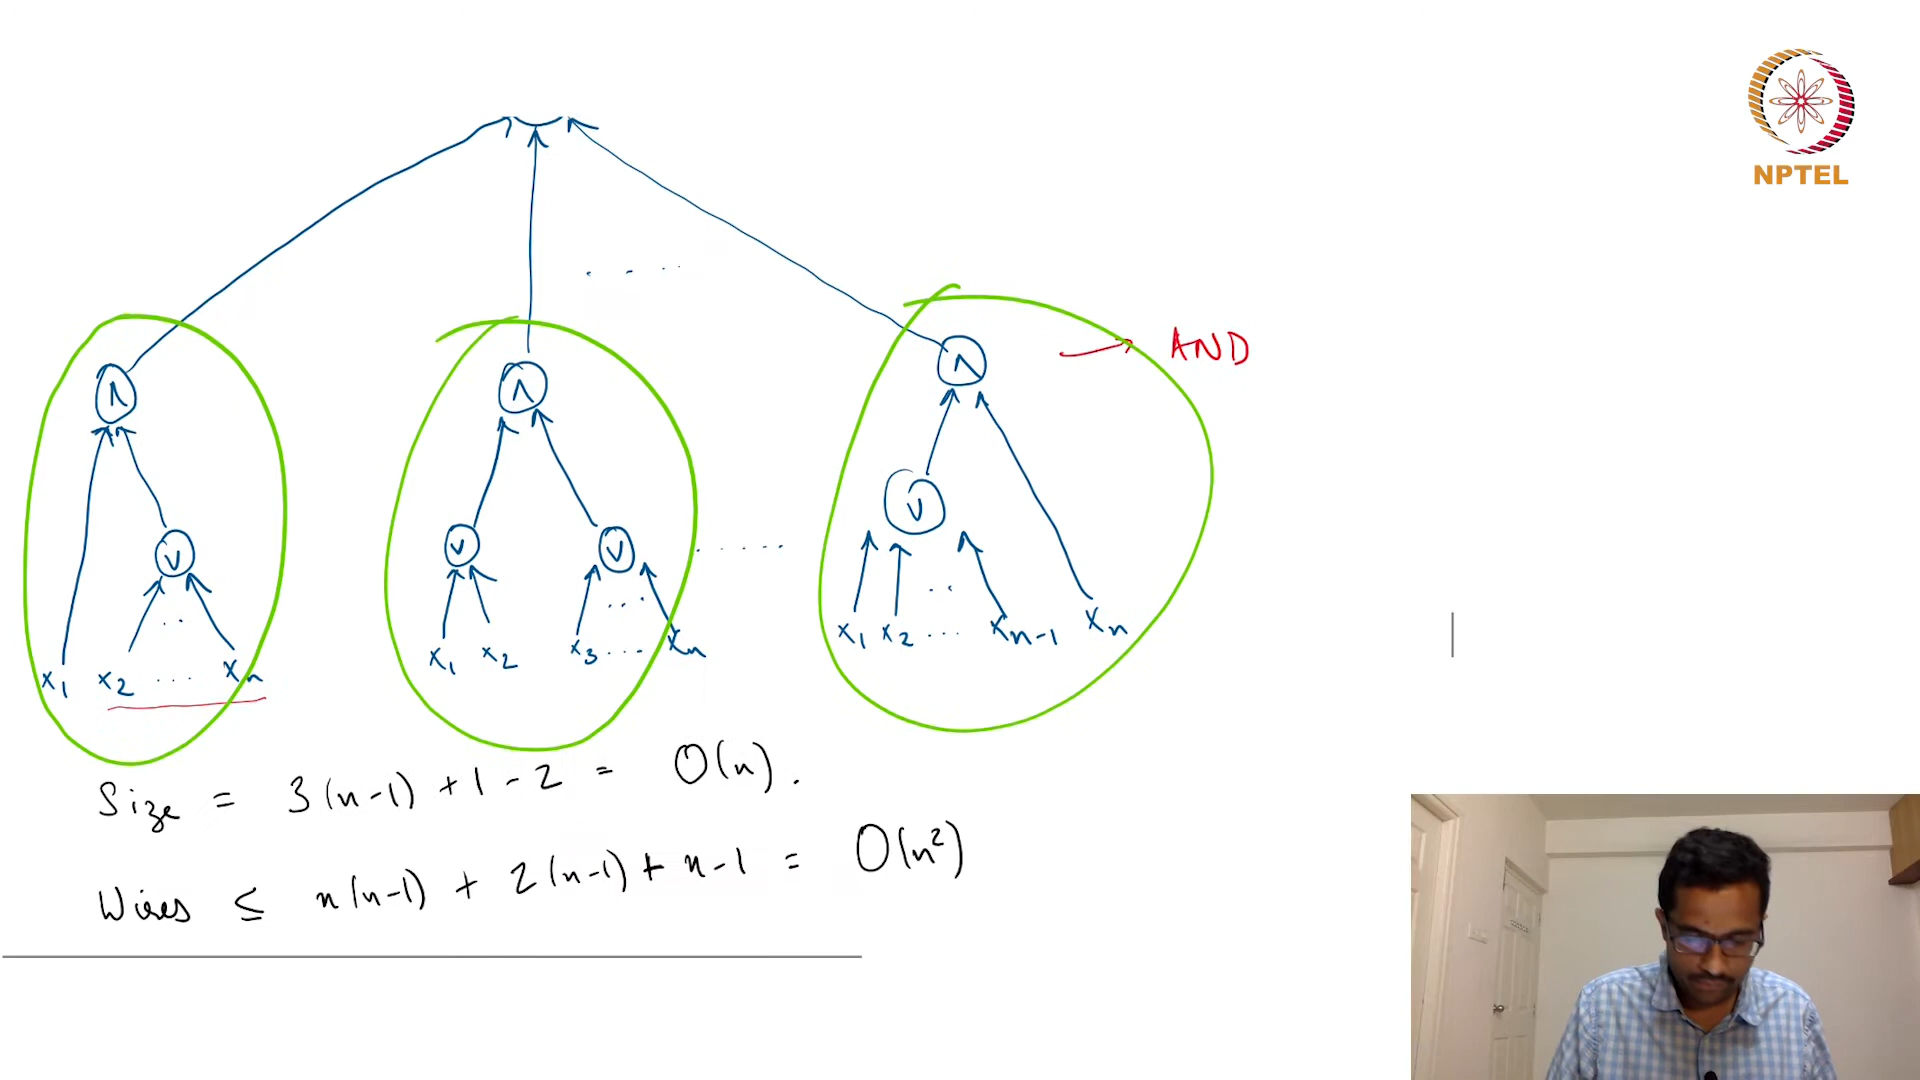 NPTEL
∧ ∧ ∧ → AND
∨ ∨ ∨ ∨
x₁ x₂ ... xₙ x₁ x₂ x₃ ... xₙ x₁ x₂ ... xₙ₋₁ xₙ
Size = 3(n-1) + 1 - 2 = O(n).
Wires ≤ n(n-1) + 2(n-1) + n-1 = O(n²)